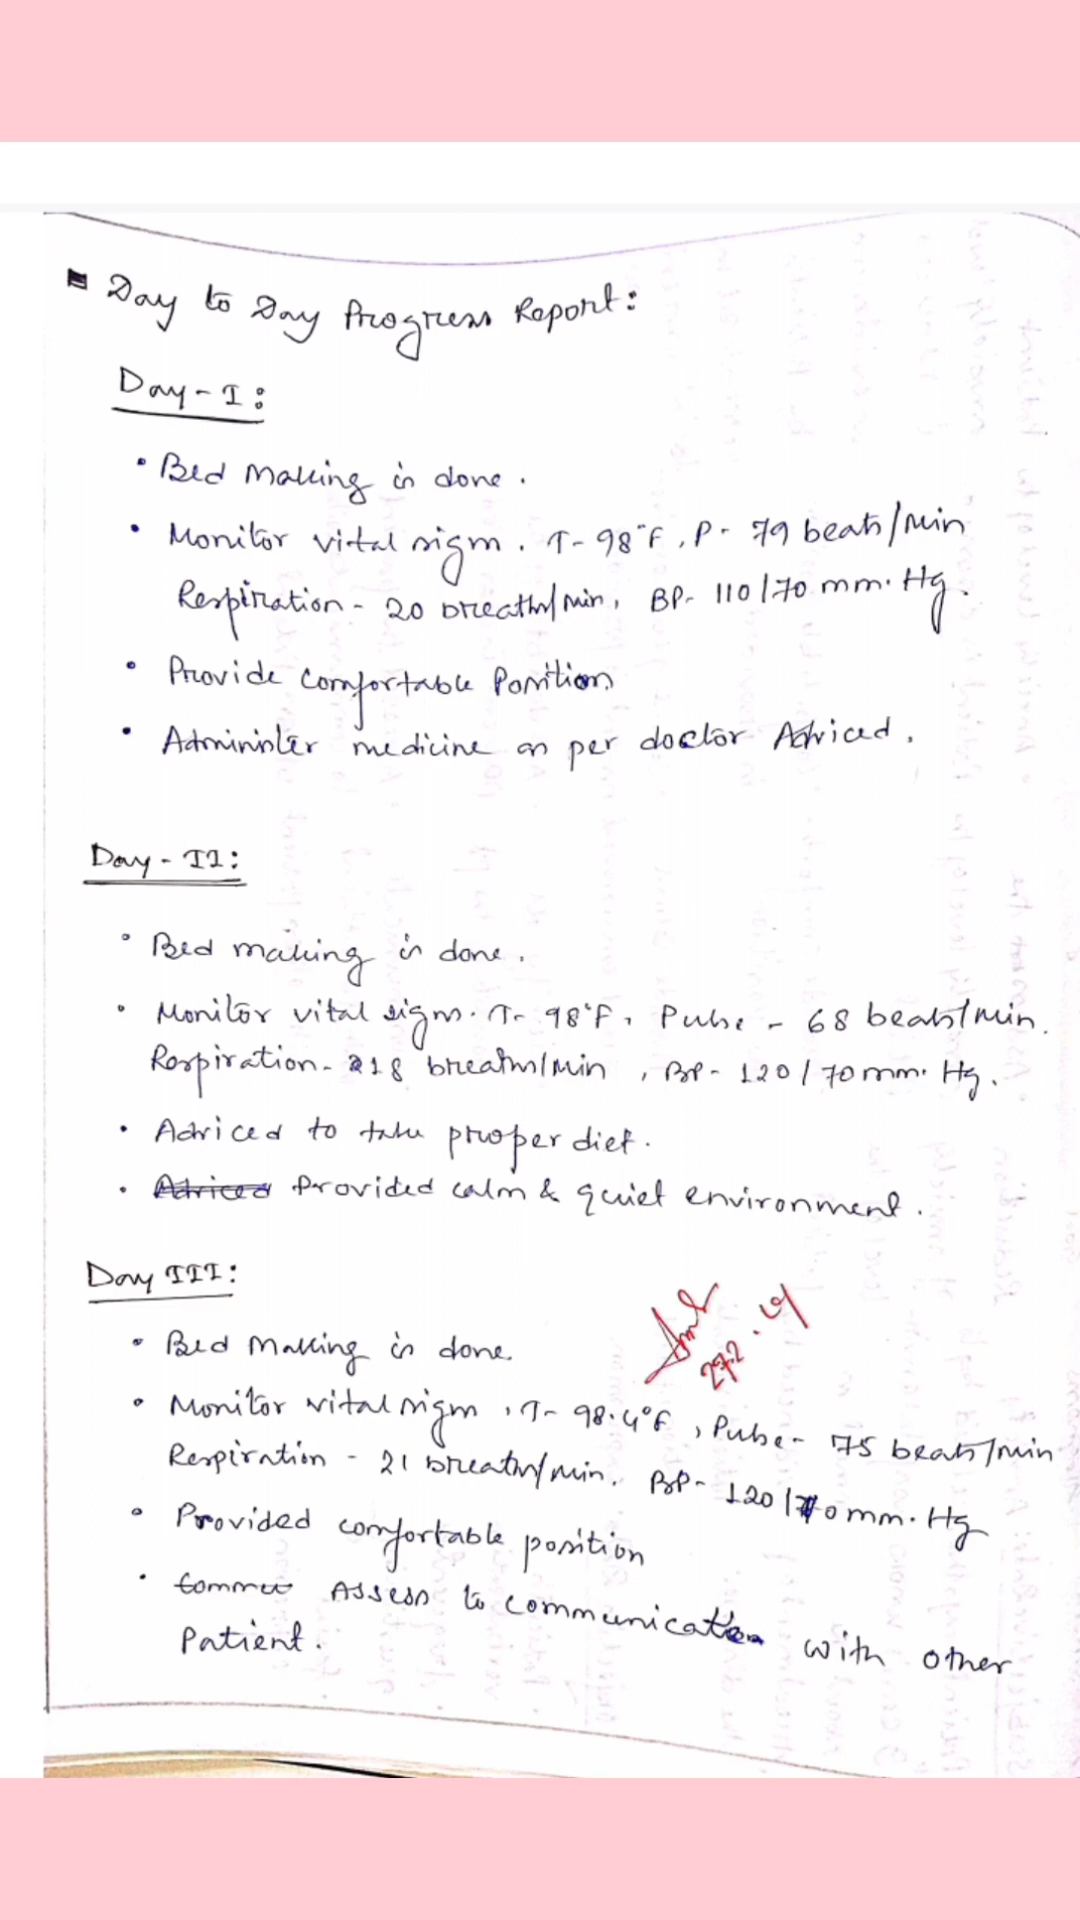 Day to Day Progress Report:
Day - I:
• Bed Making is done.
• Monitor vital sign. T- 98°F, P- 79 beats/min
Respiration - 20 breaths/min, BP- 110/70 mm.Hg.
• Provide comfortable Position
• Administer medicine as per doctor Adviced.
Day - II:
• Bed making is done.
• Monitor vital sign. T- 98°F, Pulse - 68 beats/min.
Respiration - 18 breaths/min, BP- 120/70 mm.Hg.
• Adviced to take proper diet.
• Adviced Provided calm & quiet environment.
Day III:
• Bed Making is done.
27.2.19
• Monitor vital sign, T- 98.4°F, Pulse- 75 beats/min
Respiration - 21 breaths/min. BP- 120/70 mm.Hg
• Provided comfortable position
• Assess to communicate with other
Patient.